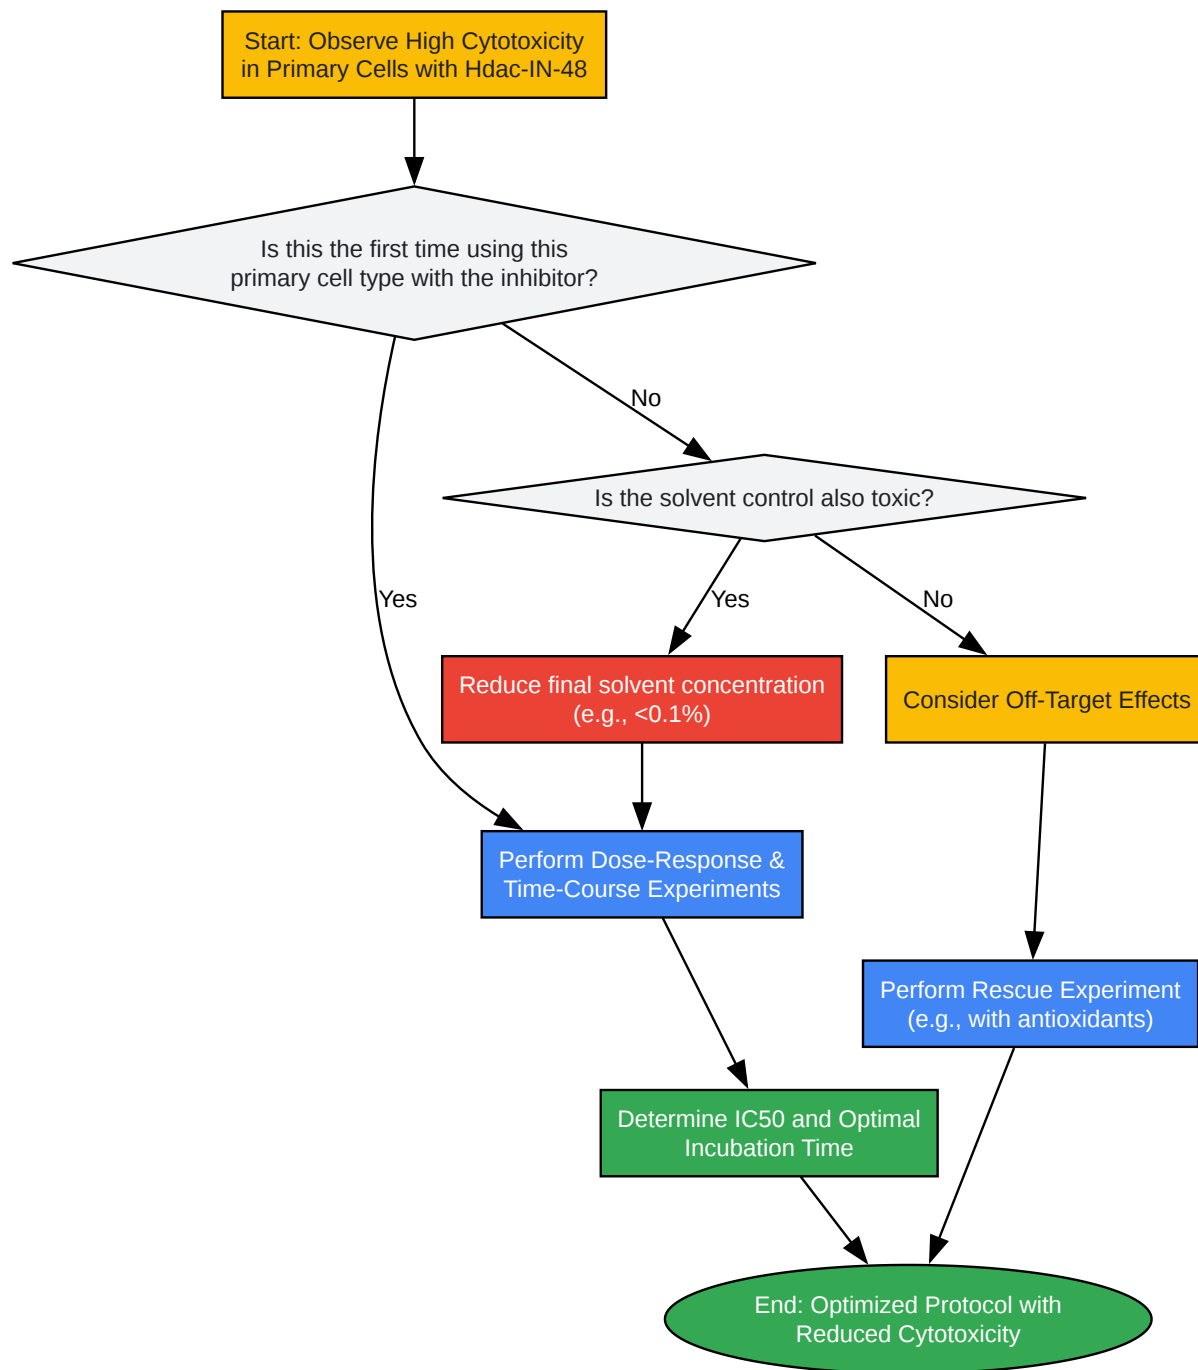 Start: Observe High Cytotoxicity
in Primary Cells with Hdac-IN-48
Is this the first time using this
primary cell type with the inhibitor?
No
Is the solvent control also toxic?
Yes
Yes
No
Reduce final solvent concentration
(e.g., <0.1%)
Consider Off-Target Effects
Perform Dose-Response &
Time-Course Experiments
Perform Rescue Experiment
(e.g., with antioxidants)
Determine IC50 and Optimal
Incubation Time
End: Optimized Protocol with
Reduced Cytotoxicity